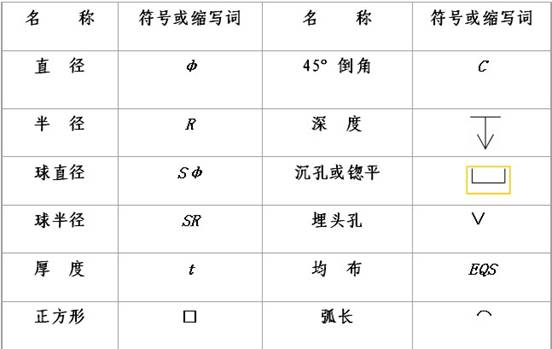 名 称 符号或缩写词 名 称 符号或缩写词
直 径 Φ 45° 倒角 C
半 径 R 深 度 ↧
球直径 SΦ 沉孔或锪平 ⌴
球半径 SR 埋头孔 ∨
厚 度 t 均 布 EQS
正方形 □ 弧长 ⌒